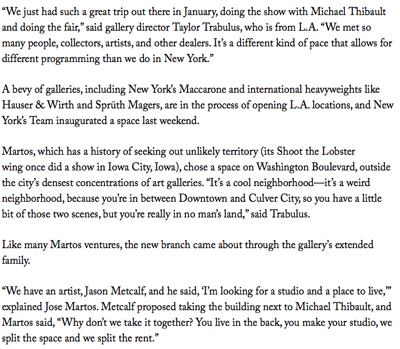 “We just had such a great trip out there in January, doing the show with Michael Thibault
and doing the fair,” said gallery director Taylor Trabulus, who is from L.A. “We met so
many people, collectors, artists, and other dealers. It’s a different kind of pace that allows for
different programming than we do in New York.”
A bevy of galleries, including New York’s Maccarone and international heavyweights like
Hauser & Wirth and Sprüth Magers, are in the process of opening L.A. locations, and New
York’s Team inaugurated a space last weekend.
Martos, which has a history of seeking out unlikely territory (its Shoot the Lobster
wing once did a show in Iowa City, Iowa), chose a space on Washington Boulevard, outside
the city’s densest concentrations of art galleries. “It’s a cool neighborhood—it’s a weird
neighborhood, because you’re in between Downtown and Culver City, so you have a little
bit of those two scenes, but you’re really in no man’s land,” said Trabulus.
Like many Martos ventures, the new branch came about through the gallery’s extended
family.
“We have an artist, Jason Metcalf, and he said, ‘I’m looking for a studio and a place to live,’”
explained Jose Martos. Metcalf proposed taking the building next to Michael Thibault, and
Martos said, “Why don’t we take it together? You live in the back, you make your studio, we
split the space and we split the rent.”